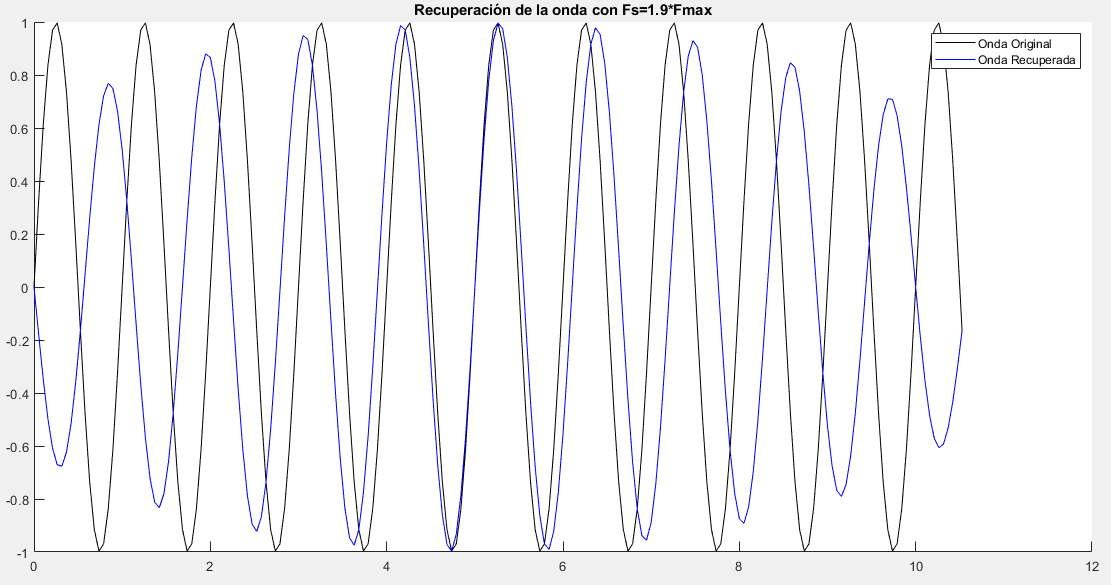 Recuperación de la onda con Fs=1.9*Fmax
Onda Original
Onda Recuperada
1
0.8
0.6
0.4
0.2
0
-0.2
-0.4
-0.6
-0.8
-1
0 2 4 6 8 10 12